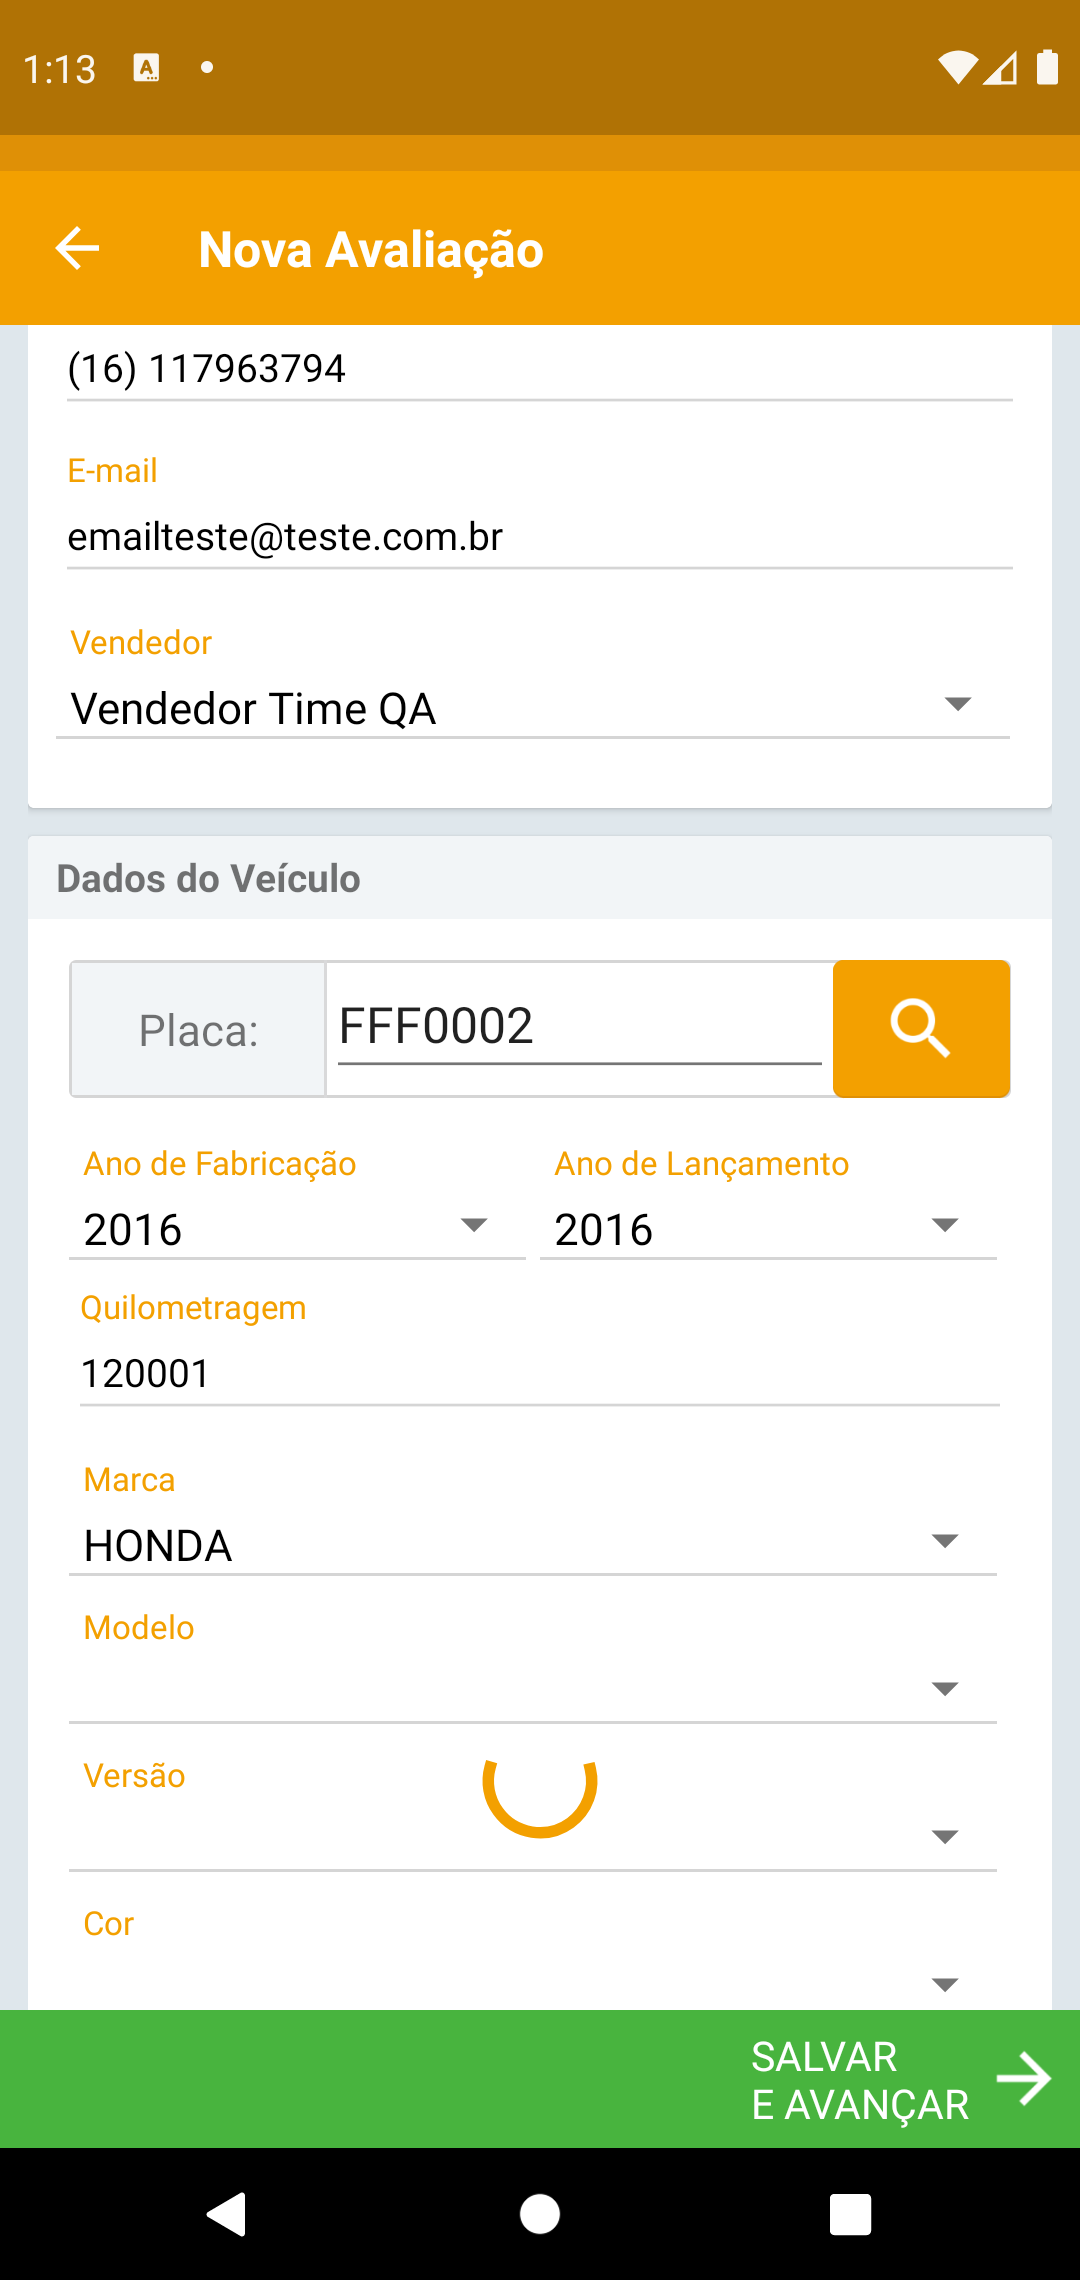 1:13
Nova Avaliação
(16) 117963794
E-mail
emailteste@teste.com.br
Vendedor
Vendedor Time QA
Dados do Veículo
Placa: FFF0002
Ano de Fabricação Ano de Lançamento
2016 2016
Quilometragem
120001
Marca
HONDA
Modelo
Versão
Cor
SALVAR
E AVANÇAR